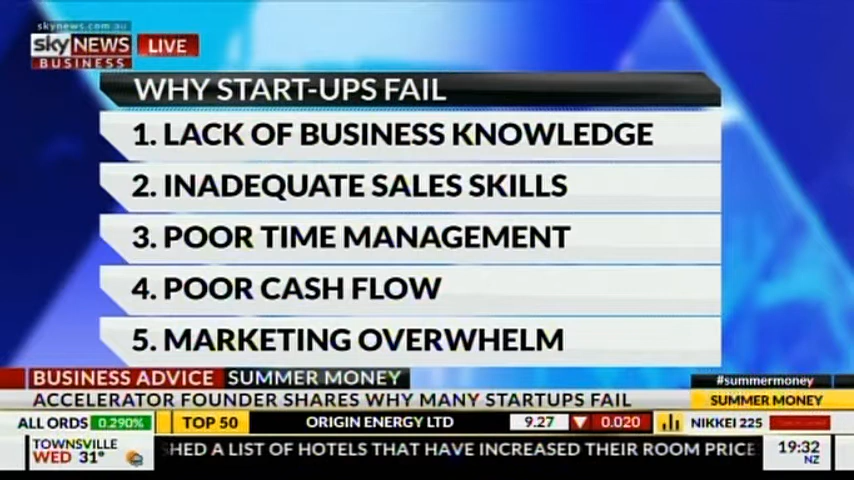 skynews.com.au
sky NEWS LIVE
BUSINESS
WHY START-UPS FAIL
1. LACK OF BUSINESS KNOWLEDGE
2. INADEQUATE SALES SKILLS
3. POOR TIME MANAGEMENT
4. POOR CASH FLOW
5. MARKETING OVERWHELM
BUSINESS ADVICE SUMMER MONEY
#summermoney
ACCELERATOR FOUNDER SHARES WHY MANY STARTUPS FAIL
SUMMER MONEY
ALL ORDS 0.290% TOP 50 ORIGIN ENERGY LTD 9.27 ▼ 0.020 NIKKEI 225
TOWNSVILLE
WED 31°
HED A LIST OF HOTELS THAT HAVE INCREASED THEIR ROOM PRICE
19:32
NZ